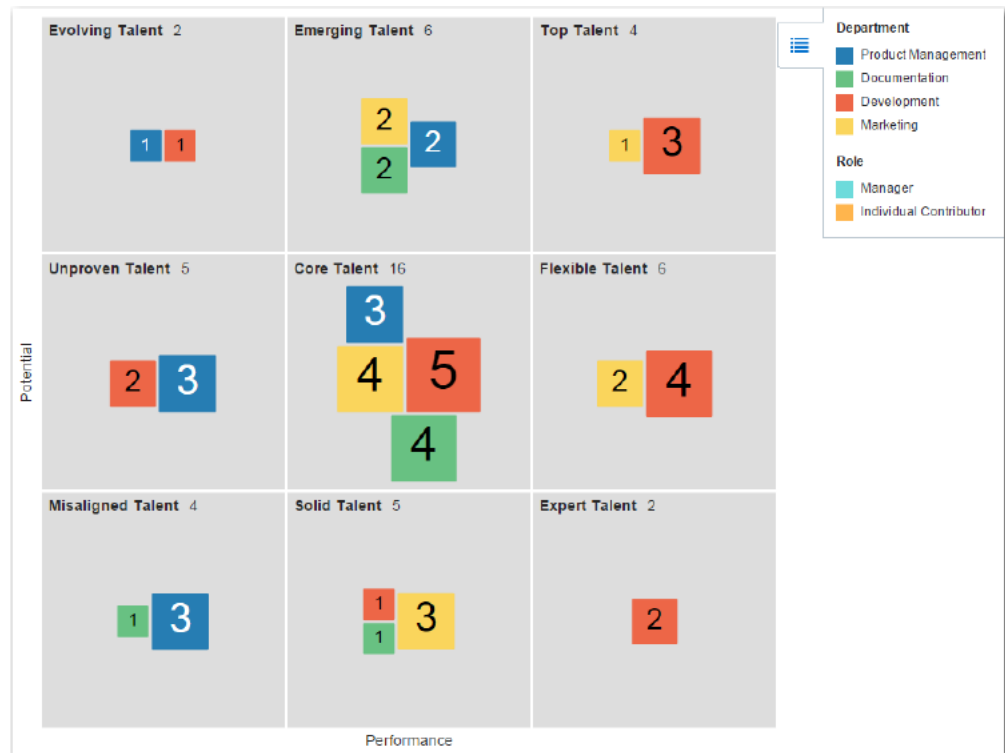 Evolving Talent 2
1 1
Emerging Talent 6
2
2
2
Top Talent 4
1 3
Unproven Talent 5
2 3
Core Talent 16
3
4 5
4
Flexible Talent 6
2 4
Misaligned Talent 4
1 3
Solid Talent 5
1
3
1
Expert Talent 2
2
Potential
Performance
Department
Product Management
Documentation
Development
Marketing
Role
Manager
Individual Contributor